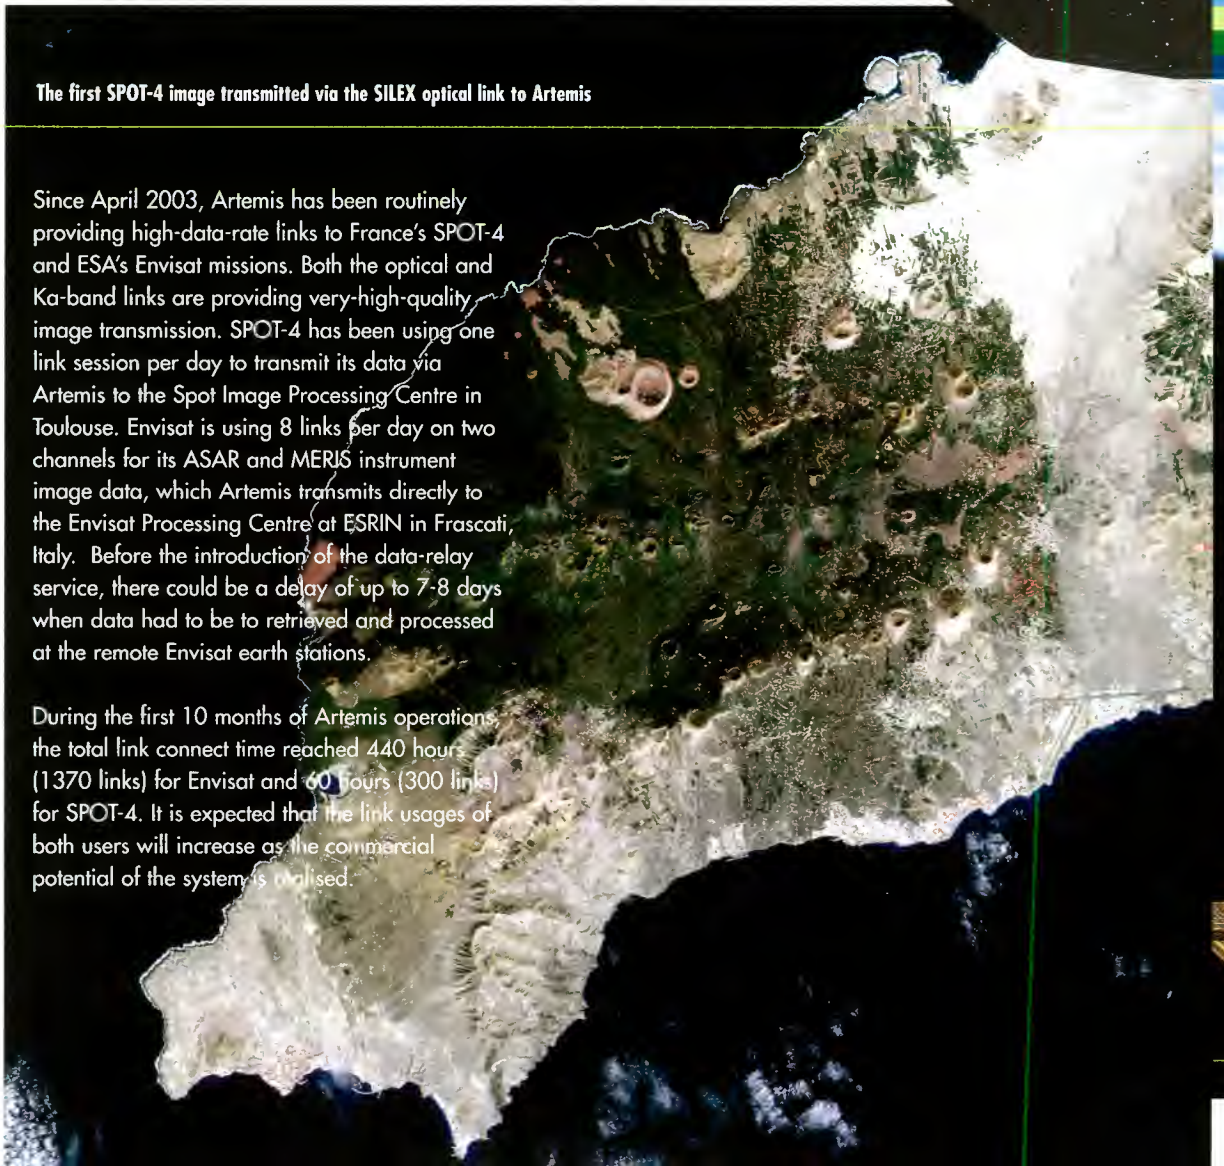 The first SPOT-4 image transmitted via the SILEX optical link to Artemis
Since April 2003, Artemis has been routinely
providing high-data-rate links to France's SPOT-4
and ESA's Envisat missions. Both the optical and
Ka-band links are providing very-high-quality
image transmission. SPOT-4 has been using one
link session per day to transmit its data via
Artemis to the Spot Image Processing Centre in
Toulouse. Envisat is using 8 links per day on two
channels for its ASAR and MERIS instrument
image data, which Artemis transmits directly to
the Envisat Processing Centre at ESRIN in Frascati,
Italy. Before the introduction of the data-relay
service, there could be a delay of up to 7-8 days
when data had to be to retrieved and processed
at the remote Envisat earth stations.
During the first 10 months of Artemis operations,
the total link connect time reached 440 hours
(1370 links) for Envisat and 60 hours (300 links)
for SPOT-4. It is expected that the link usages of
both users will increase as the commercial
potential of the system is realised.